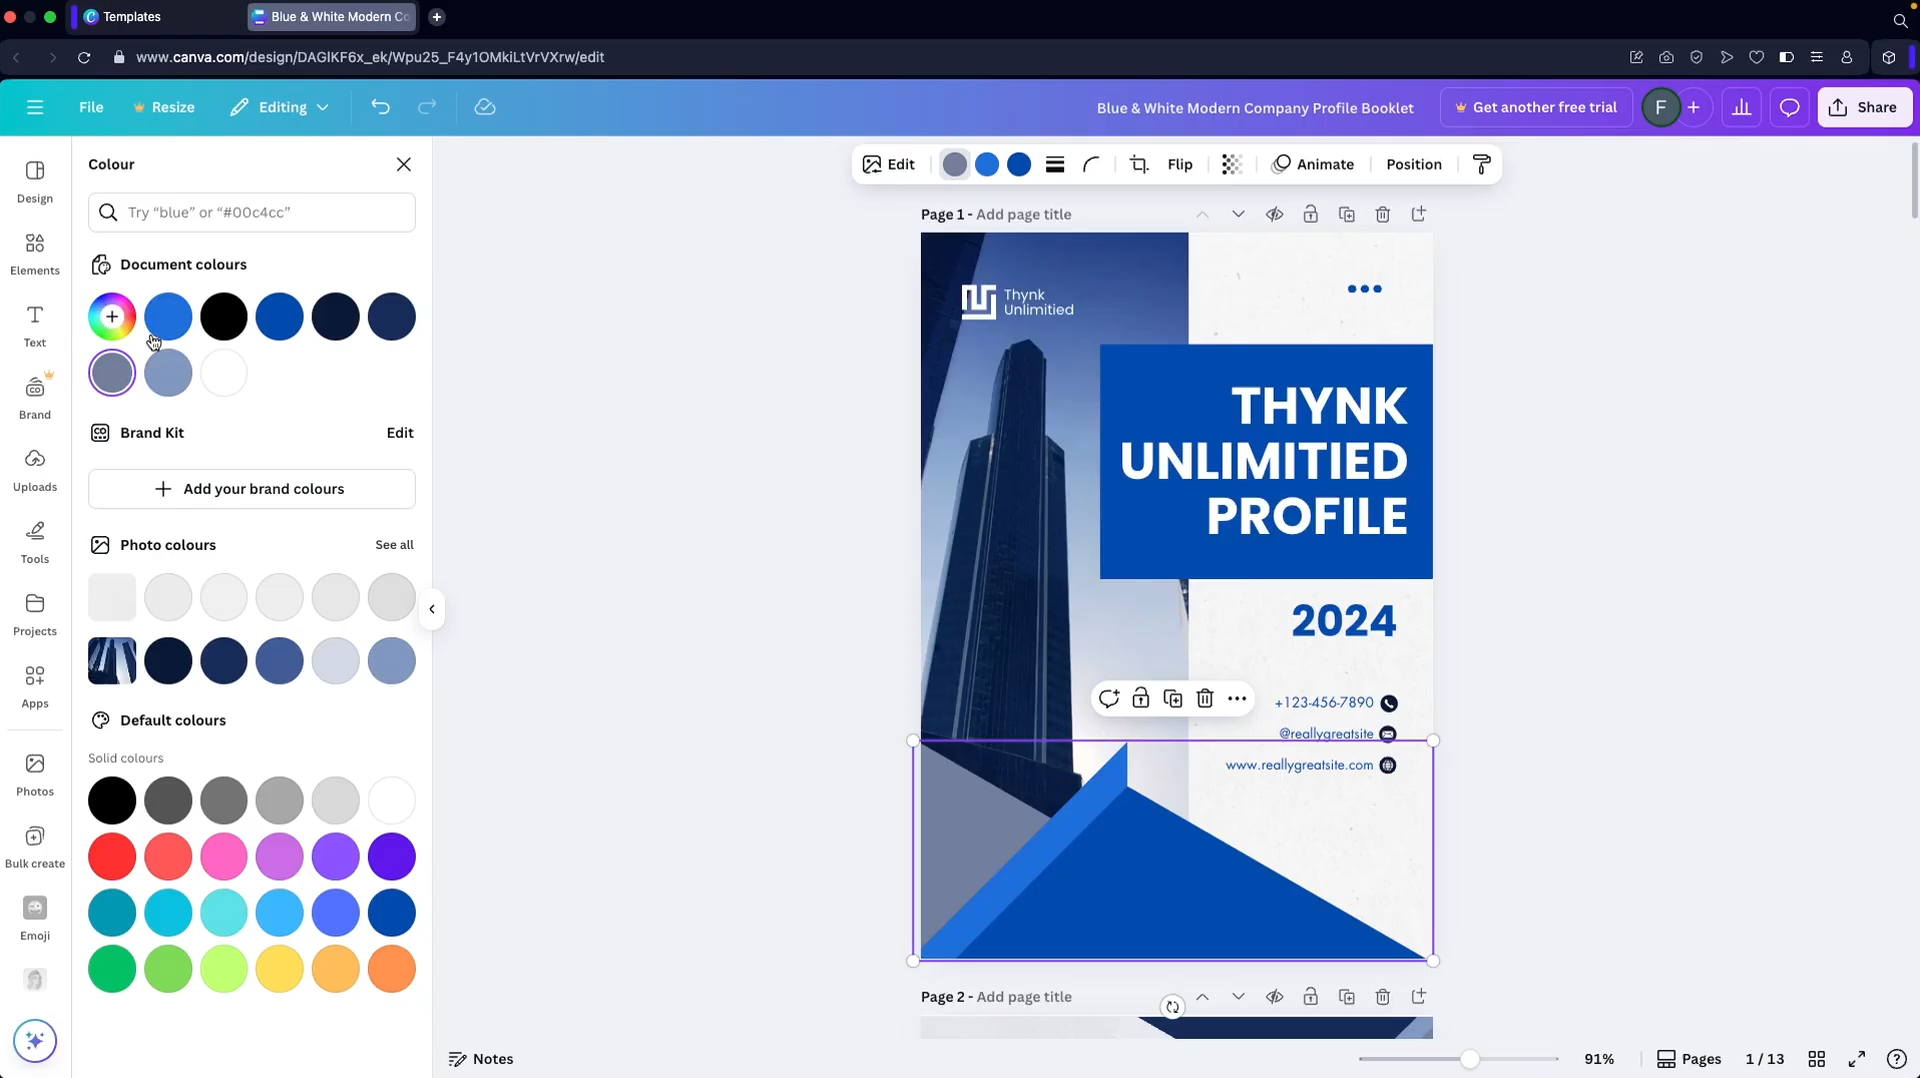 Templates
Blue & White Modern Co
www.canva.com/design/DAGlKF6x_ek/Wpu25_F4y1OMkiLtVrVXrw/edit
File
Resize
Editing
Blue & White Modern Company Profile Booklet
Get another free trial
F
Share
Design
Elements
Text
Brand
Uploads
Tools
Projects
Apps
Photos
Bulk create
Emoji
Colour
Try “blue” or “#00c4cc”
Document colours
Brand Kit
Edit
Add your brand colours
Photo colours
See all
Default colours
Solid colours
Edit
Flip
Animate
Position
Page 1 - Add page title
Thynk
Unlimitied
THYNK
UNLIMITIED
PROFILE
2024
+123-456-7890
@reallygreatsite
www.reallygreatsite.com
Page 2 - Add page title
Notes
91%
Pages
1 / 13